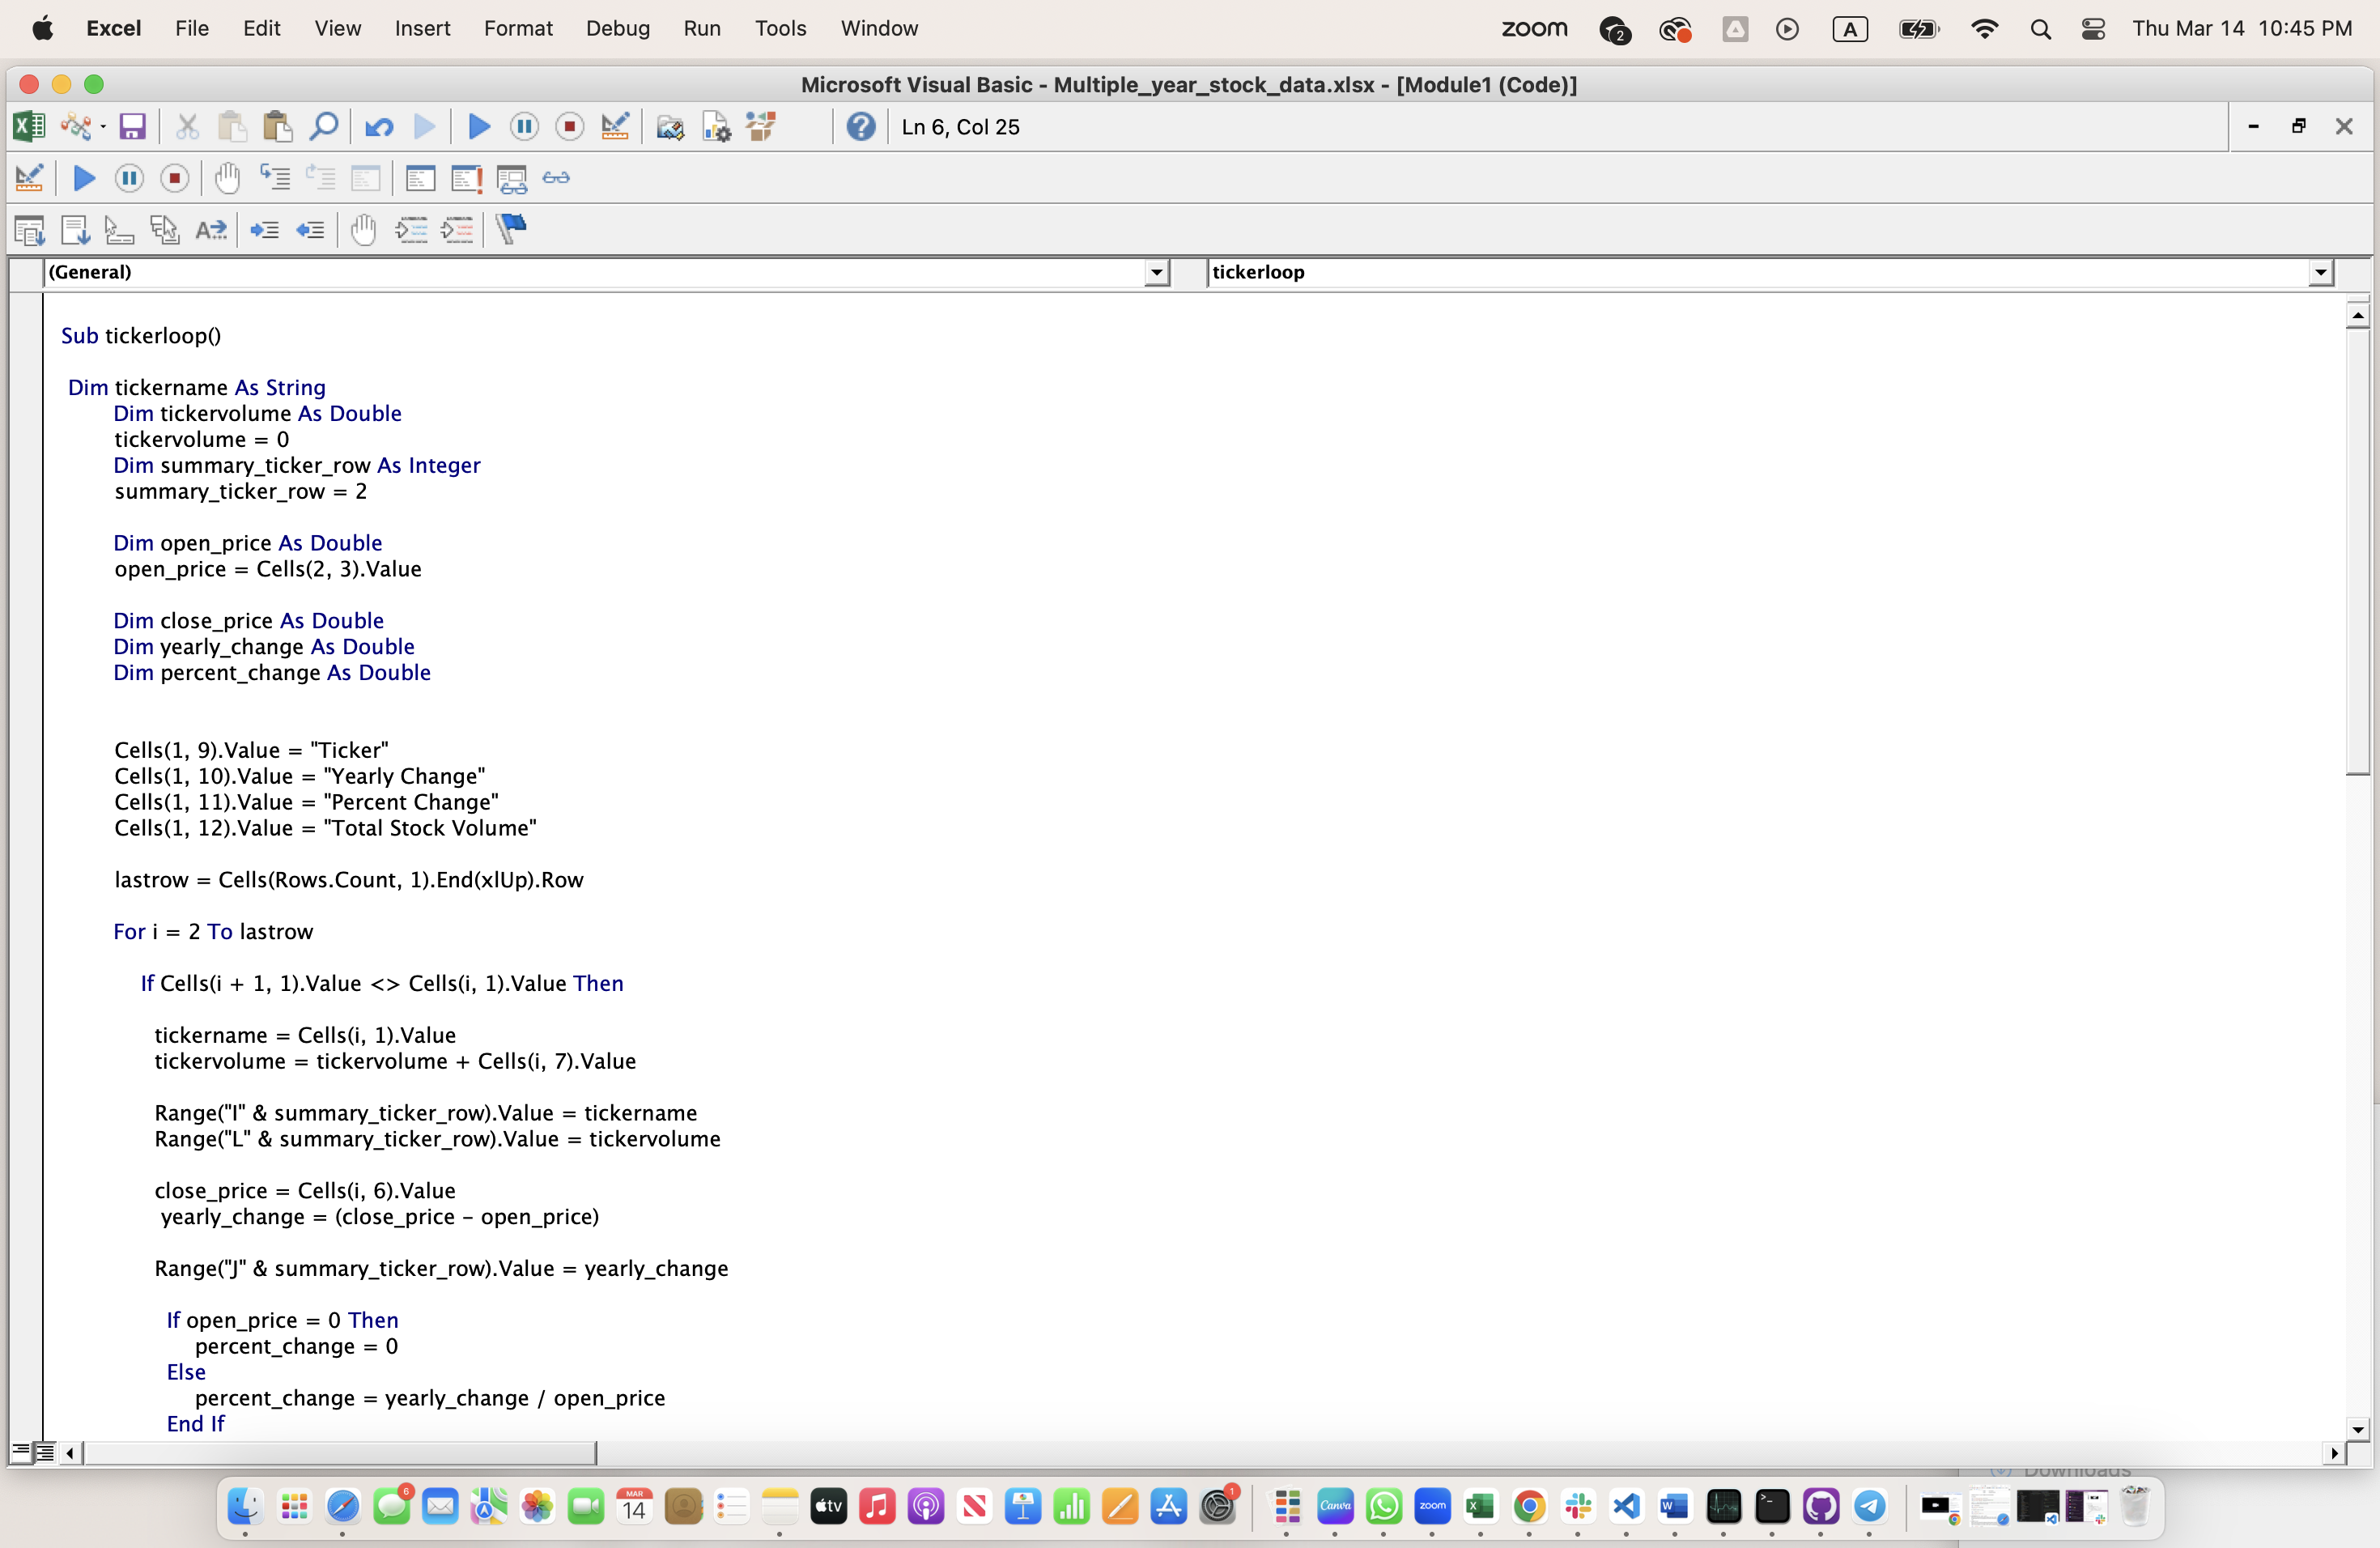 Excel File Edit View Insert Format Debug Run Tools Window zoom 2 A Thu Mar 14 10:45 PM
Microsoft Visual Basic - Multiple_year_stock_data.xlsx - [Module1 (Code)]
Ln 6, Col 25
(General) tickerloop
Sub tickerloop()
Dim tickername As String
Dim tickervolume As Double
tickervolume = 0
Dim summary_ticker_row As Integer
summary_ticker_row = 2
Dim open_price As Double
open_price = Cells(2, 3).Value
Dim close_price As Double
Dim yearly_change As Double
Dim percent_change As Double
Cells(1, 9).Value = "Ticker"
Cells(1, 10).Value = "Yearly Change"
Cells(1, 11).Value = "Percent Change"
Cells(1, 12).Value = "Total Stock Volume"
lastrow = Cells(Rows.Count, 1).End(xlUp).Row
For i = 2 To lastrow
If Cells(i + 1, 1).Value <> Cells(i, 1).Value Then
tickername = Cells(i, 1).Value
tickervolume = tickervolume + Cells(i, 7).Value
Range("I" & summary_ticker_row).Value = tickername
Range("L" & summary_ticker_row).Value = tickervolume
close_price = Cells(i, 6).Value
yearly_change = (close_price - open_price)
Range("J" & summary_ticker_row).Value = yearly_change
If open_price = 0 Then
percent_change = 0
Else
percent_change = yearly_change / open_price
End If
Downloads
6 MAR 14 tv 1 Canva zoom